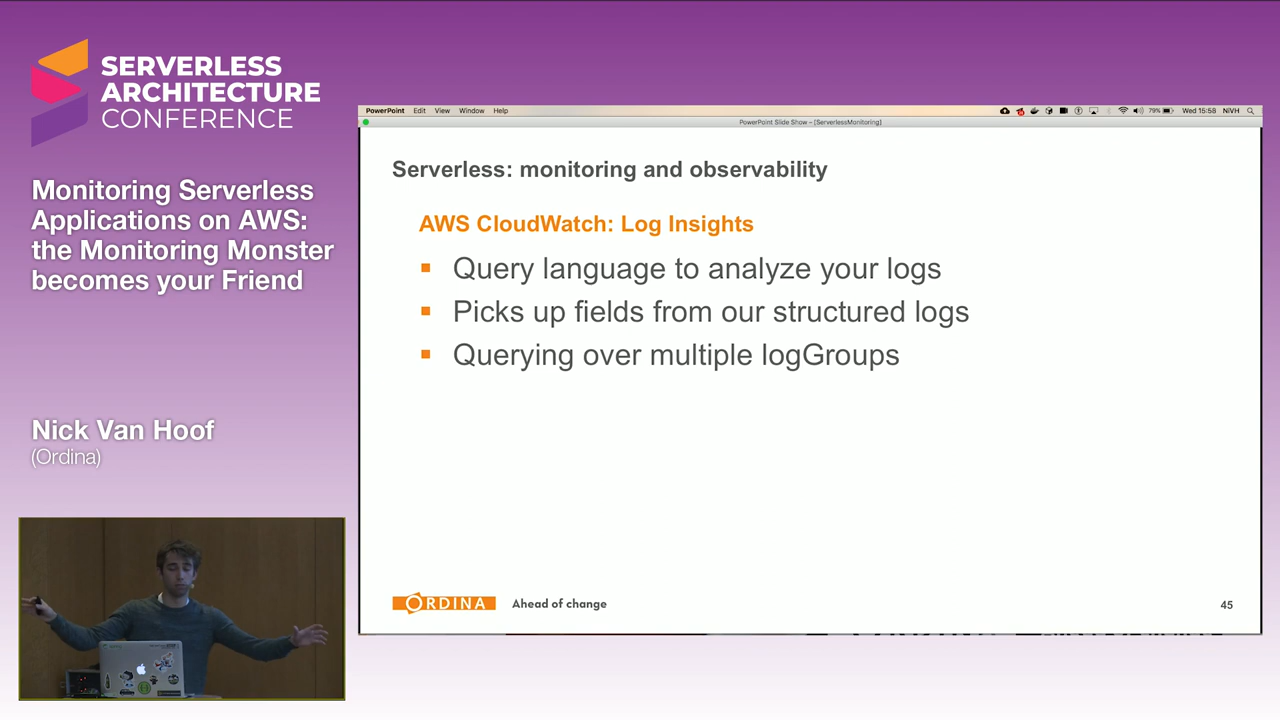 SERVERLESS
ARCHITECTURE
CONFERENCE
Monitoring Serverless
Applications on AWS:
the Monitoring Monster
becomes your Friend
Nick Van Hoof
(Ordina)
PowerPoint Edit View Window Help
79% Wed 15:58 NiVH
PowerPoint Slide Show - [ServerlessMonitoring]
Serverless: monitoring and observability
AWS CloudWatch: Log Insights
▪ Query language to analyze your logs
▪ Picks up fields from our structured logs
▪ Querying over multiple logGroups
ORDINA Ahead of change
45